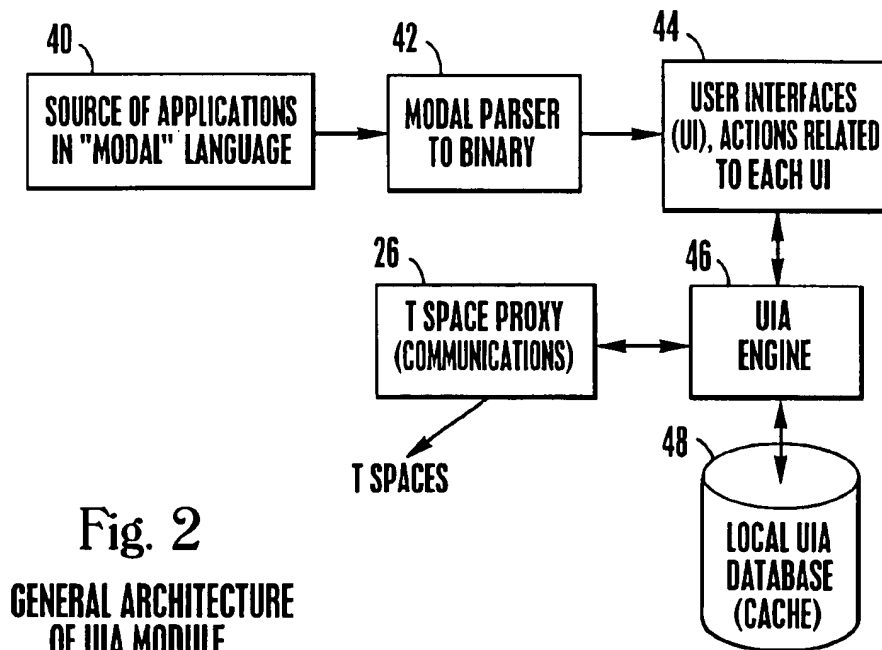 40
SOURCE OF APPLICATIONS
IN "MODAL" LANGUAGE
42
MODAL PARSER
TO BINARY
44
USER INTERFACES
(UI), ACTIONS RELATED
TO EACH UI
26
T SPACE PROXY
(COMMUNICATIONS)
46
UIA
ENGINE
T SPACES
48
LOCAL UIA
DATABASE
(CACHE)
Fig. 2
GENERAL ARCHITECTURE
OF UIA MODULE